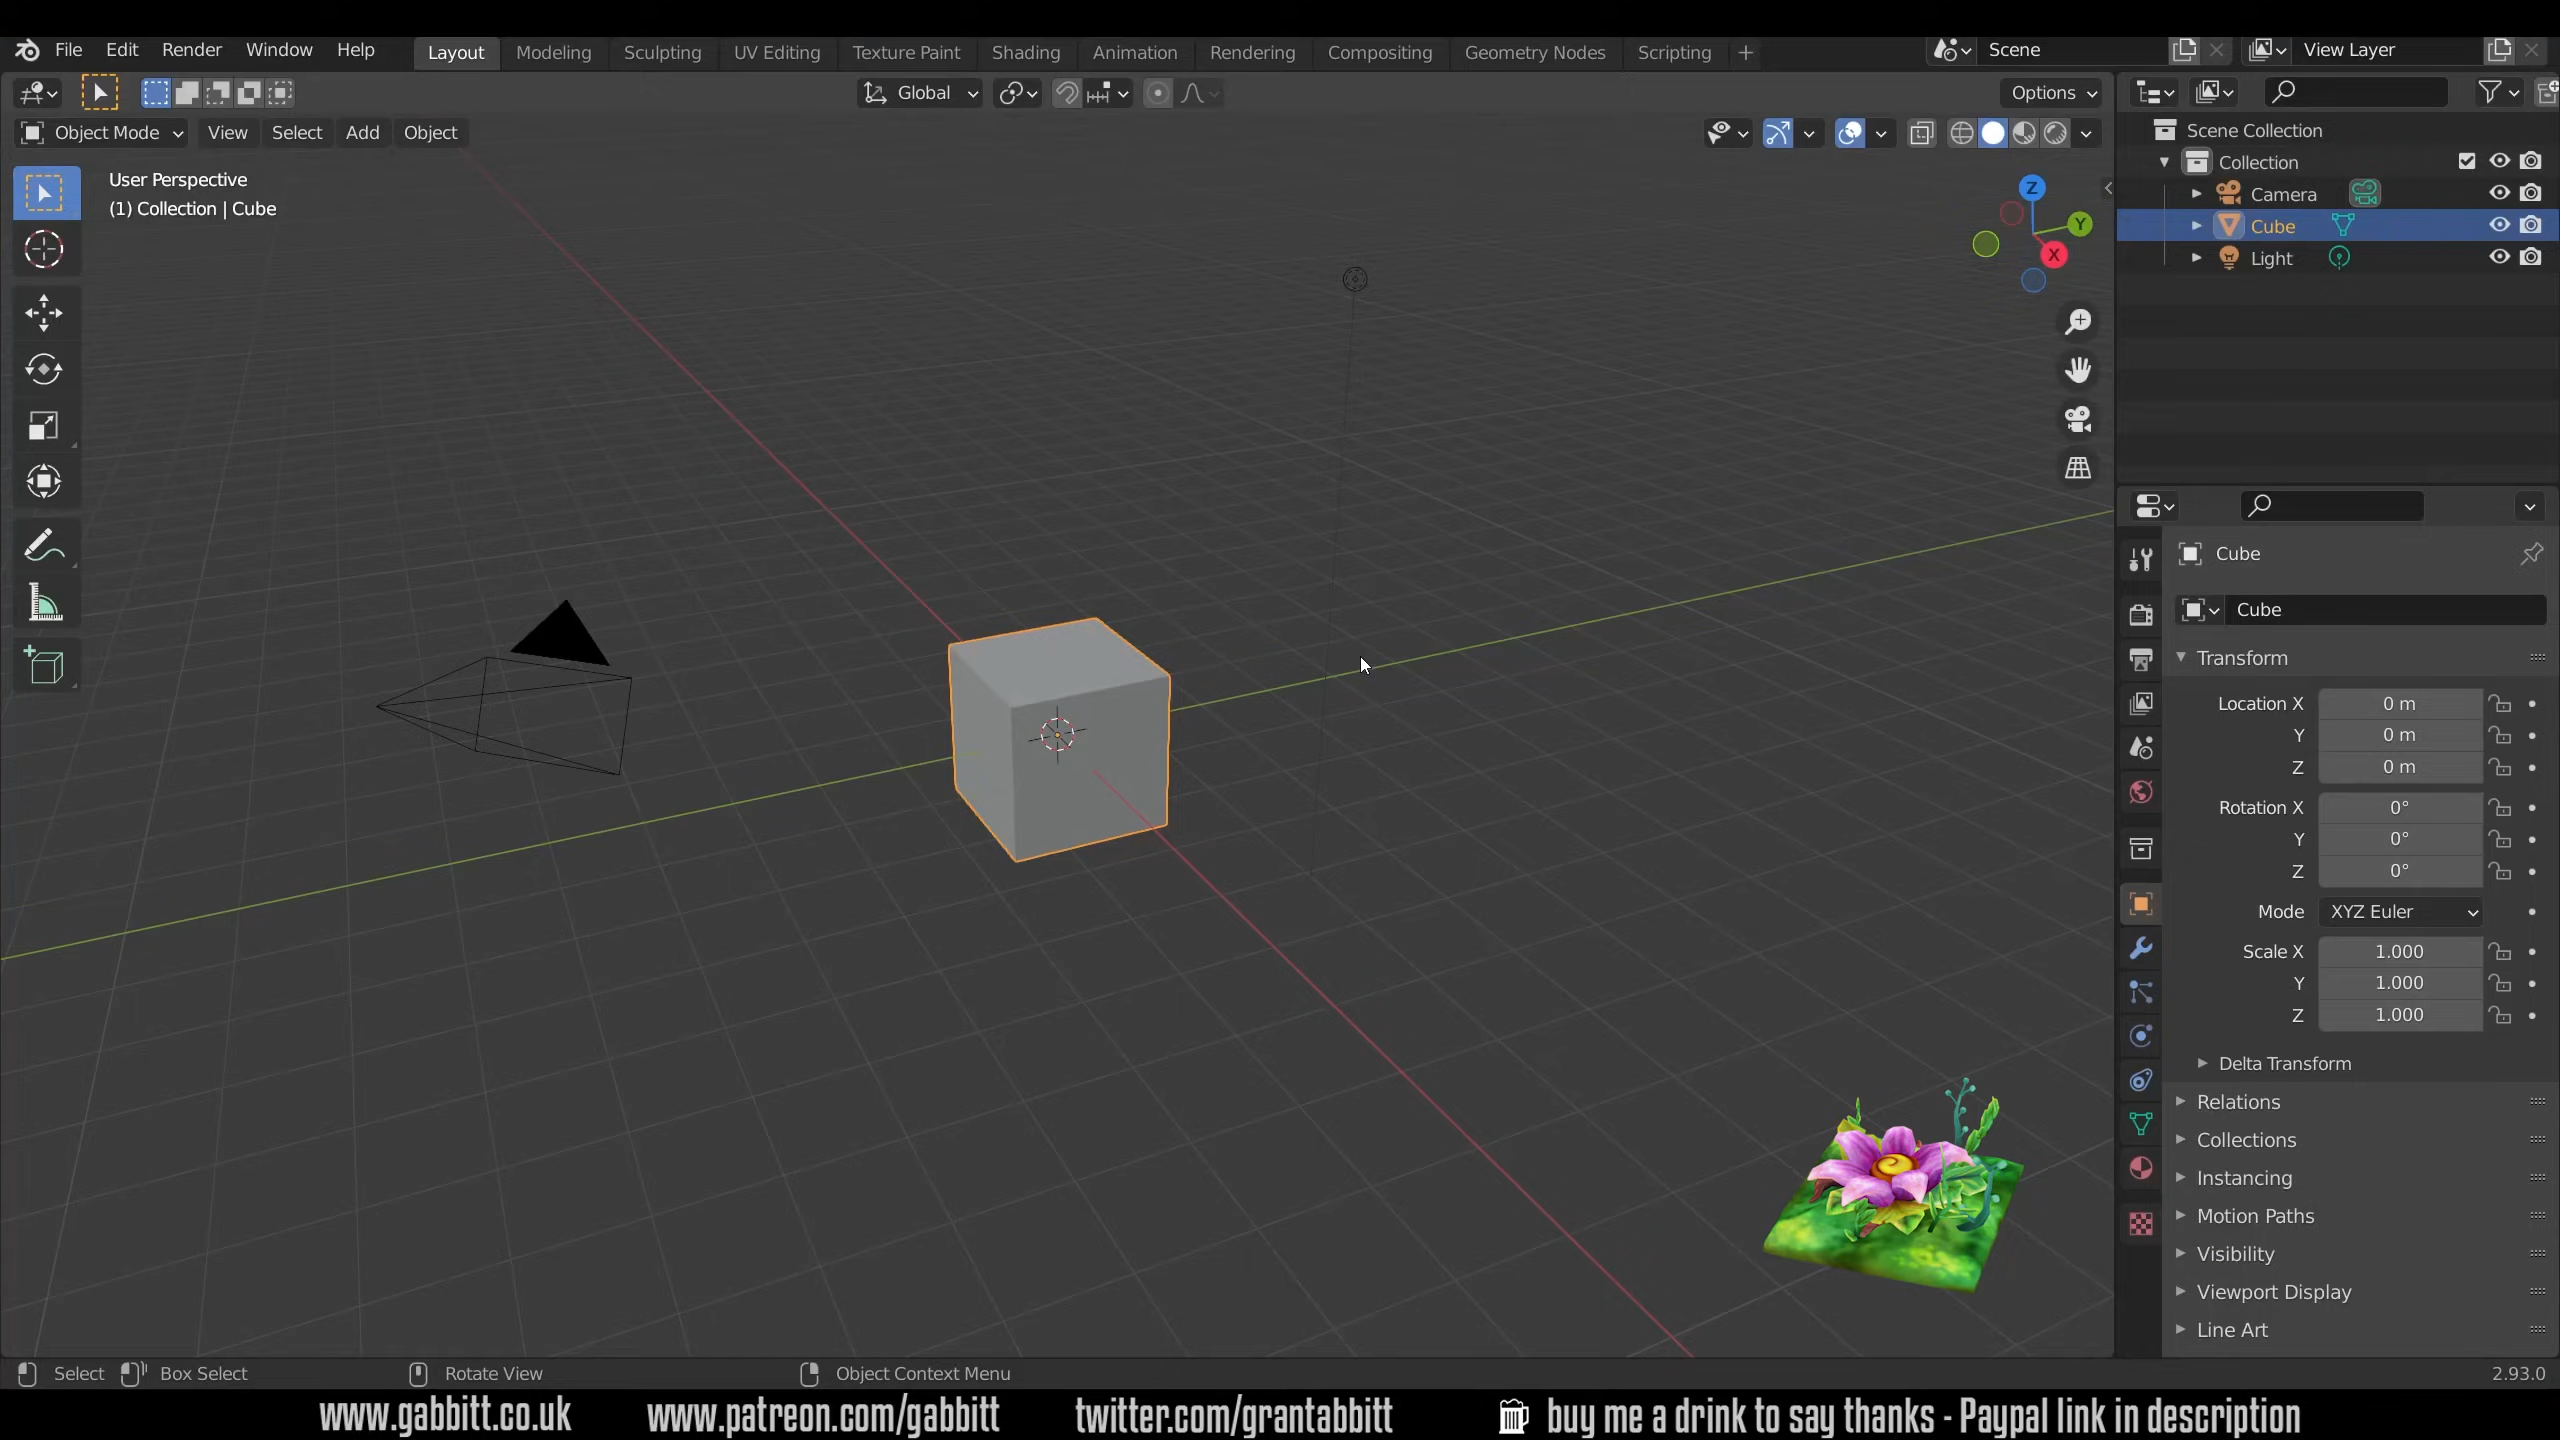 File Edit Render Window Help Layout Modeling Sculpting UV Editing Texture Paint Shading Animation Rendering Compositing Geometry Nodes Scripting + Scene View Layer
Global Options
Object Mode View Select Add Object
User Perspective
(1) Collection | Cube
Z
Y
X
Scene Collection
Collection
Camera
Cube
Light
Cube
Cube
Transform
Location X 0 m
Y 0 m
Z 0 m
Rotation X 0°
Y 0°
Z 0°
Mode XYZ Euler
Scale X 1.000
Y 1.000
Z 1.000
Delta Transform
Relations
Collections
Instancing
Motion Paths
Visibility
Viewport Display
Line Art
Select Box Select Rotate View Object Context Menu 2.93.0
www.gabbitt.co.uk www.patreon.com/gabbitt twitter.com/grantabbitt buy me a drink to say thanks - Paypal link in description